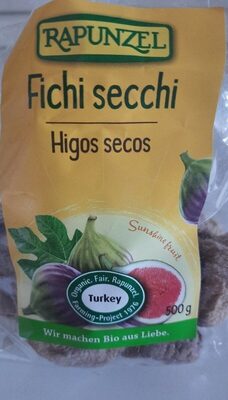 RAPUNZEL
Fichi secchi
Higos secos
Sunshine fruit
Organic. Fair. Rapunzel
Turkey
Farming-Project 1976
500 g
Wir machen Bio aus Liebe.